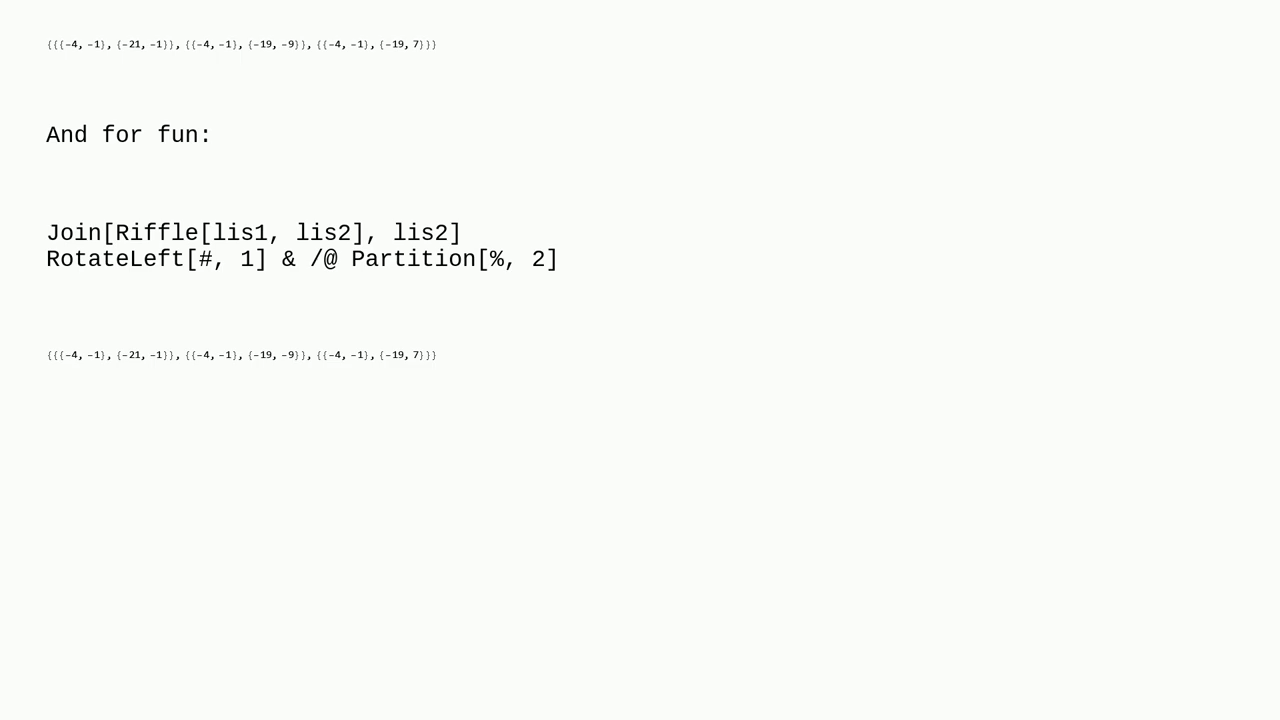 {{{-4, -1}, {-21, -1}}, {{-4, -1}, {-19, -9}}, {{-4, -1}, {-19, 7}}}
And for fun:
Join[Riffle[lis1, lis2], lis2]
RotateLeft[#, 1] & /@ Partition[%, 2]
{{{-4, -1}, {-21, -1}}, {{-4, -1}, {-19, -9}}, {{-4, -1}, {-19, 7}}}